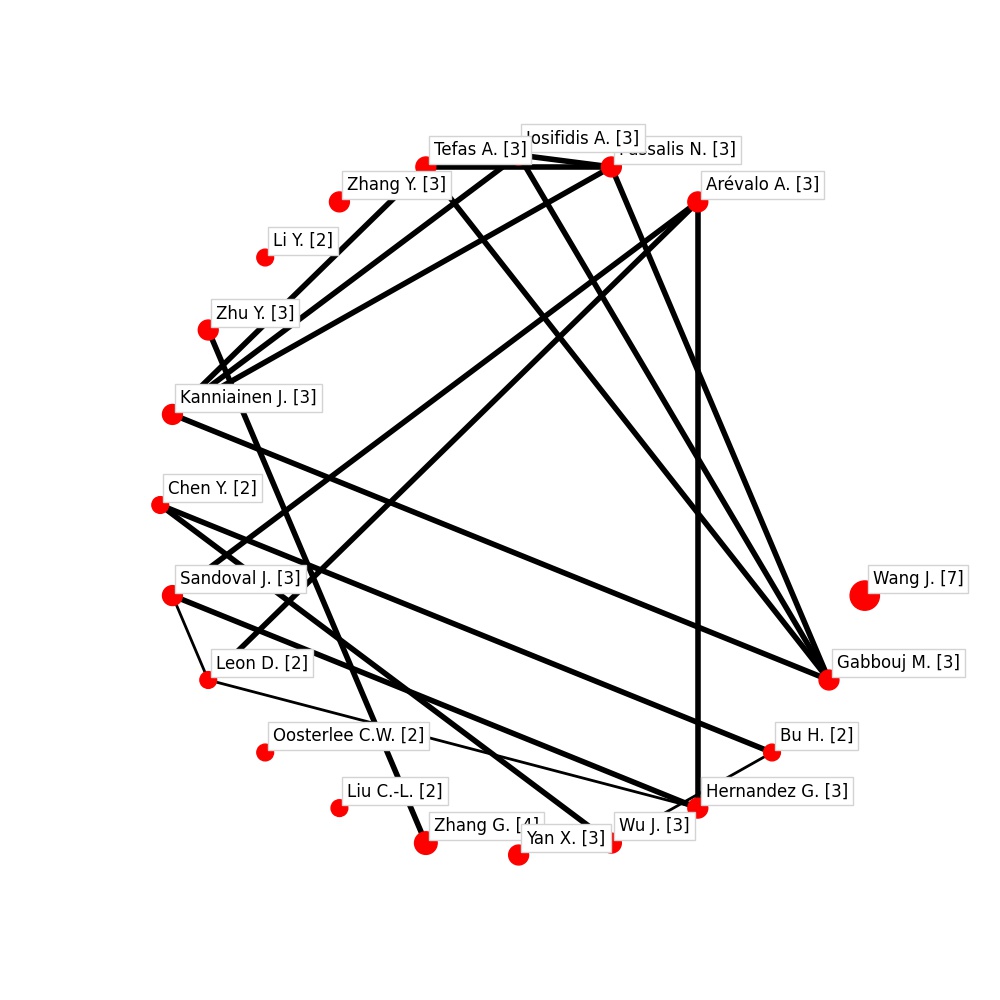 Iosifidis A. [3]
Tefas A. [3]
Passalis N. [3]
Zhang Y. [3]
Arévalo A. [3]
Li Y. [2]
Zhu Y. [3]
Kanniainen J. [3]
Chen Y. [2]
Sandoval J. [3]
Wang J. [7]
Leon D. [2]
Gabbouj M. [3]
Oosterlee C.W. [2]
Bu H. [2]
Liu C.-L. [2]
Hernandez G. [3]
Zhang G. [4]
Wu J. [3]
Yan X. [3]